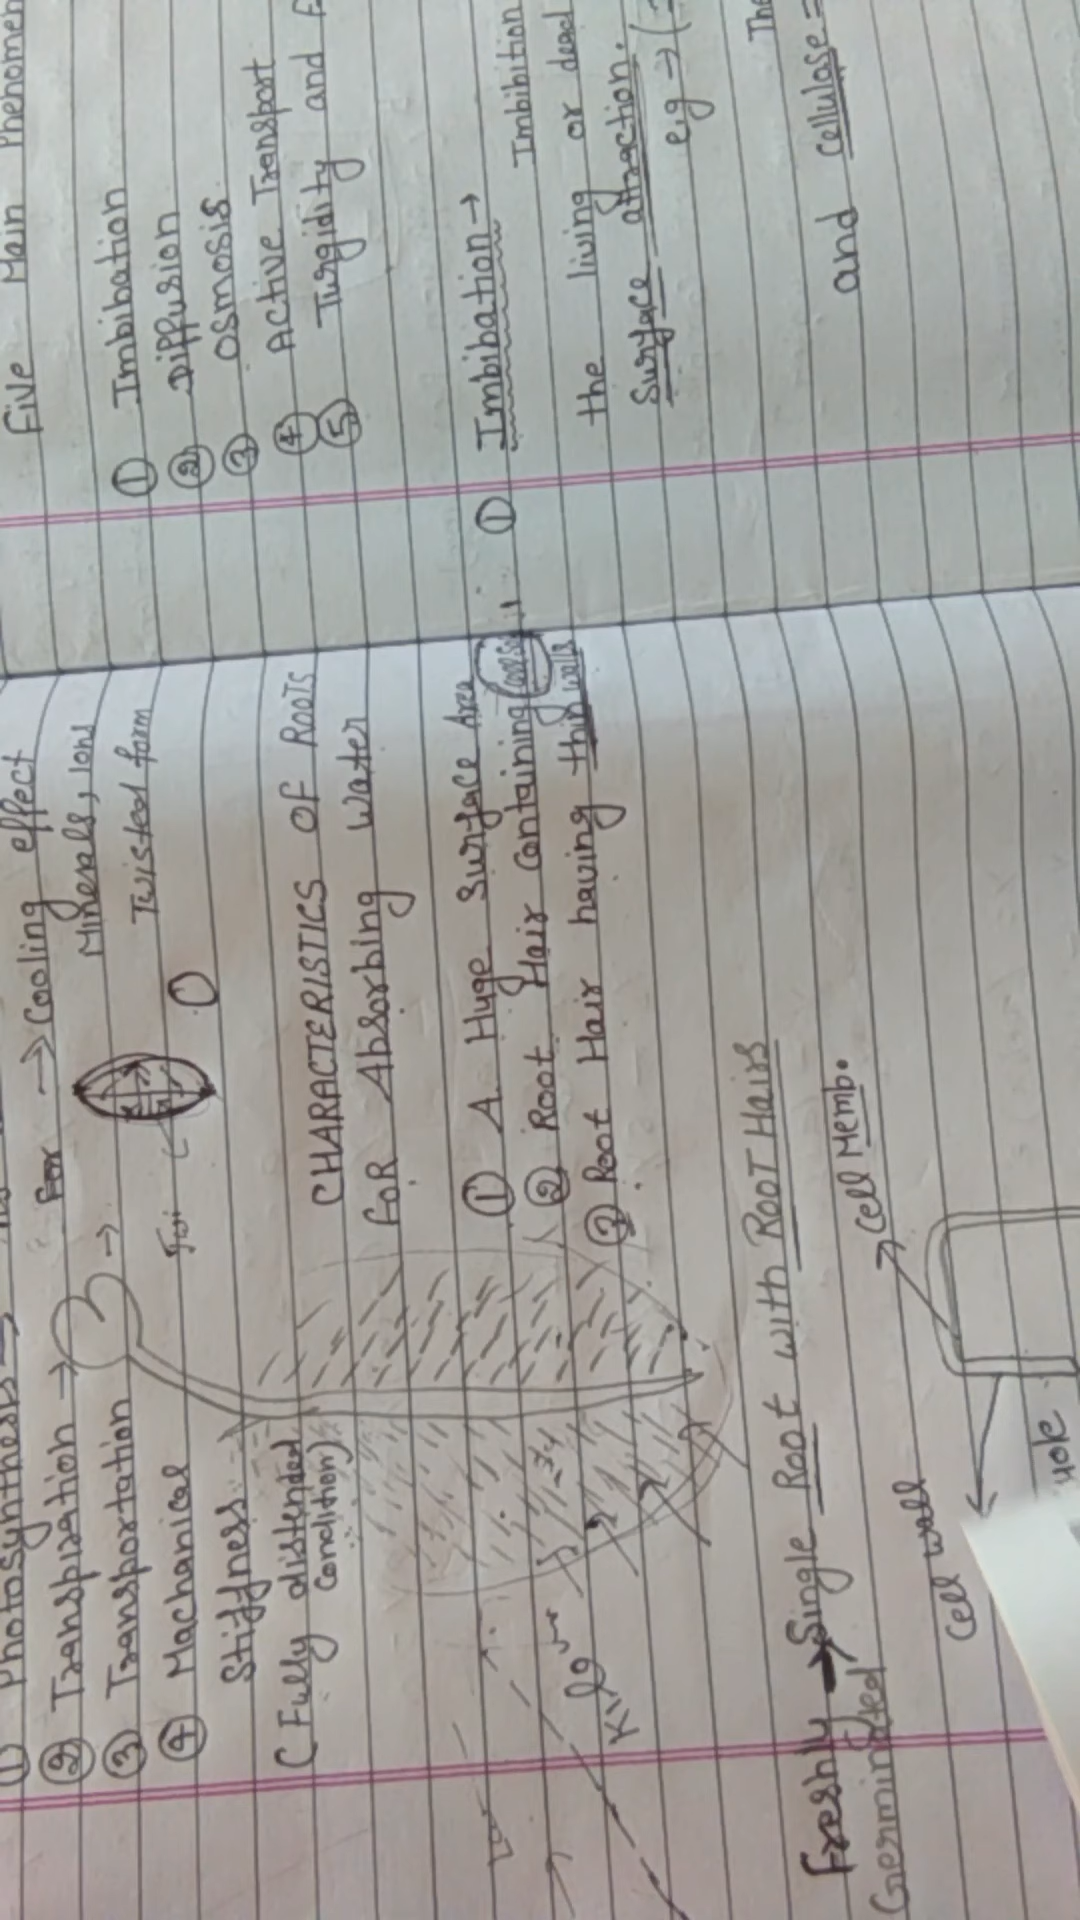 ① Photosynthesis →
② Transpiration → For → Cooling effect
Minerals, Ions
③ Transportation →
Twisted form
④ Machanical
Stiffness
(Fully distended
condition)
CHARACTERISTICS OF ROOTS
FOR Absorbing Water
① A Huge Surface Area
② Root Hair Containing
③ Root Hair having thin walls
Freshly → Single Root with ROOT Hairs
Germinated
Cell Memb.
Cell wall
Five Main Phenomen
① Imbibation
② Diffusion
③ Osmosis
④ Active Transport
⑤ Turgidity and F
① Imbibation →
Imbibition
the living or dead
Surface attraction.
e.g → (
The
and cellulose =